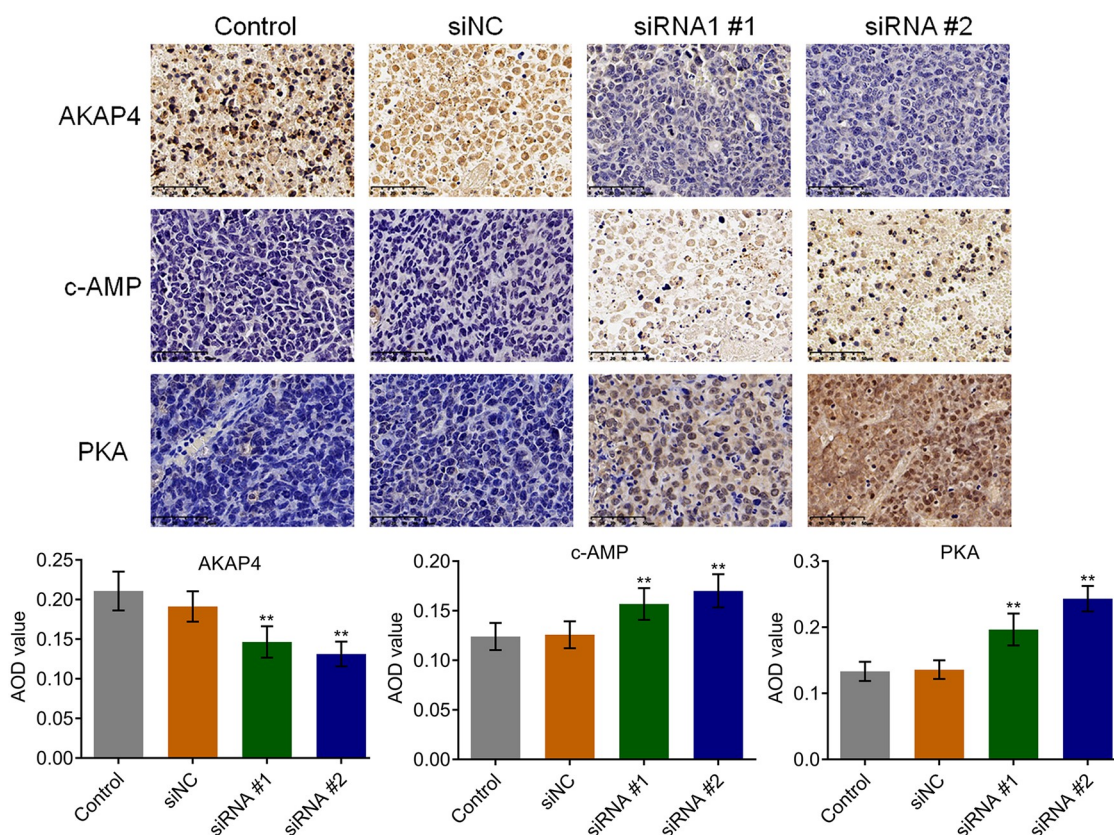 Control siNC siRNA1 #1 siRNA #2
AKAP4
c-AMP
PKA
AKAP4
AOD value
0.25
0.20
0.15
0.10
0.05
0.00
**
**
Control
siNC
siRNA #1
siRNA #2
c-AMP
AOD value
0.20
0.15
0.10
0.05
0.00
**
**
Control
siNC
siRNA #1
siRNA #2
PKA
AOD value
0.3
0.2
0.1
0.0
**
**
Control
siNC
siRNA #1
siRNA #2